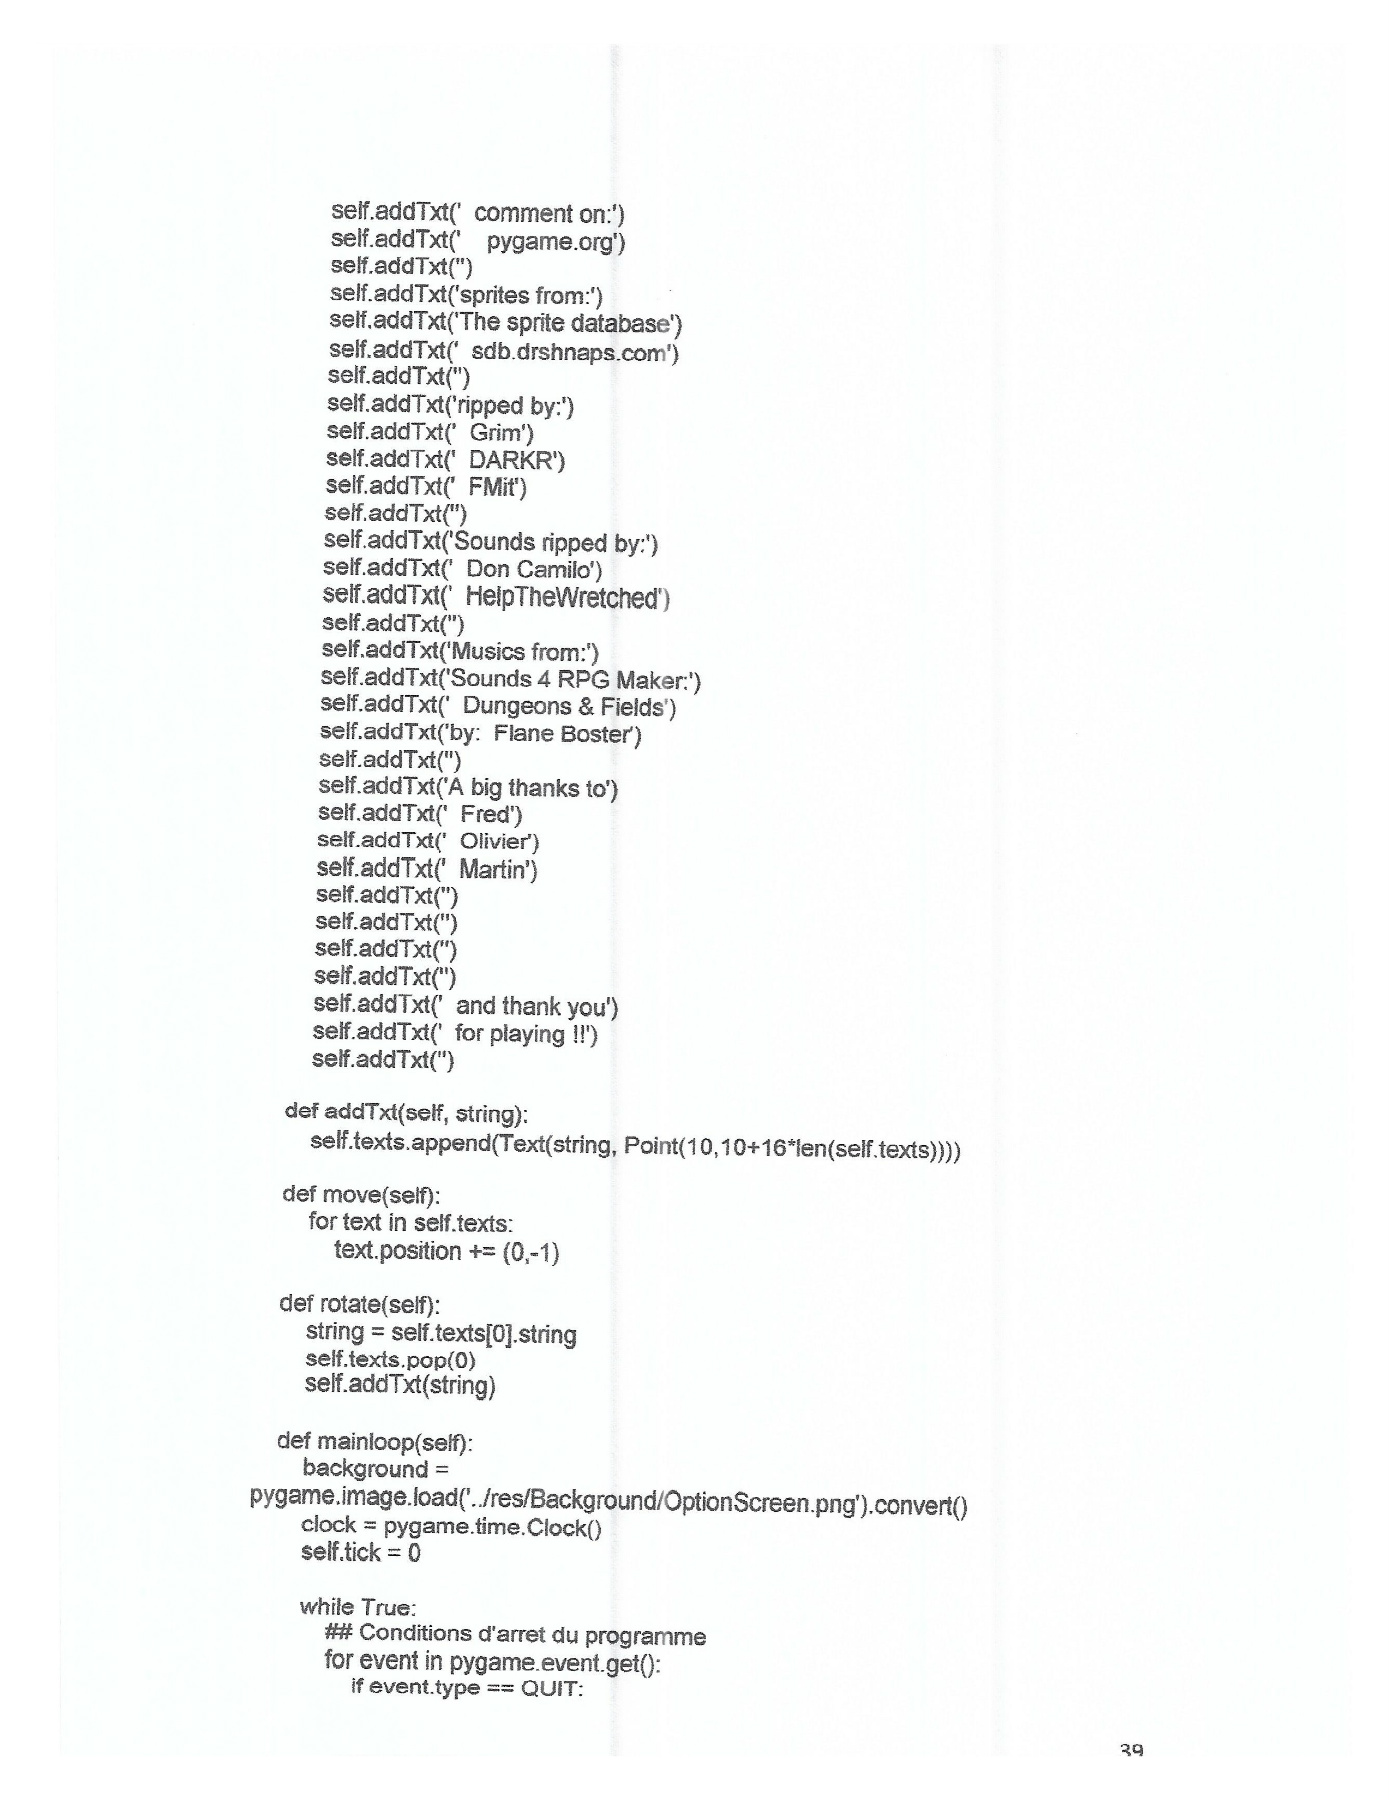 self.addTxt('  comment on:')
self.addTxt('    pygame.org')
self.addTxt('')
self.addTxt('sprites from:')
self.addTxt('The sprite database')
self.addTxt('  sdb.drshnaps.com')
self.addTxt('')
self.addTxt('ripped by:')
self.addTxt('  Grim')
self.addTxt('  DARKR')
self.addTxt('  FMit')
self.addTxt('')
self.addTxt('Sounds ripped by:')
self.addTxt('  Don Camilo')
self.addTxt('  HelpTheWretched')
self.addTxt('')
self.addTxt('Musics from:')
self.addTxt('Sounds 4 RPG Maker:')
self.addTxt('  Dungeons & Fields')
self.addTxt('by:  Flane Boster')
self.addTxt('')
self.addTxt('A big thanks to')
self.addTxt('  Fred')
self.addTxt('  Olivier')
self.addTxt('  Martin')
self.addTxt('')
self.addTxt('')
self.addTxt('')
self.addTxt('')
self.addTxt('  and thank you')
self.addTxt('  for playing !!')
self.addTxt('')
def addTxt(self, string):
self.texts.append(Text(string, Point(10,10+16*len(self.texts))))
def move(self):
for text in self.texts:
text.position += (0,-1)
def rotate(self):
string = self.texts[0].string
self.texts.pop(0)
self.addTxt(string)
def mainloop(self):
background =
pygame.image.load('../res/Background/OptionScreen.png').convert()
clock = pygame.time.Clock()
self.tick = 0
while True:
## Conditions d'arret du programme
for event in pygame.event.get():
if event.type == QUIT:
39